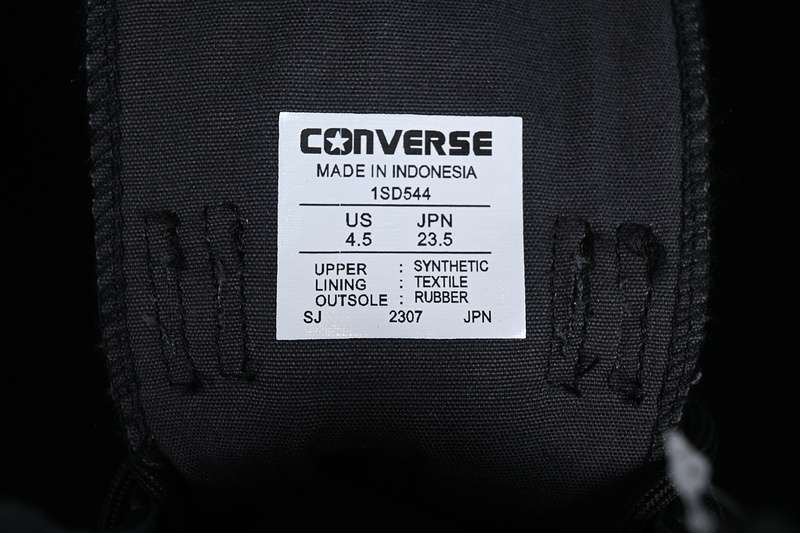 CONVERSE
MADE IN INDONESIA
1SD544
US JPN
4.5 23.5
UPPER : SYNTHETIC
LINING : TEXTILE
OUTSOLE : RUBBER
SJ 2307 JPN